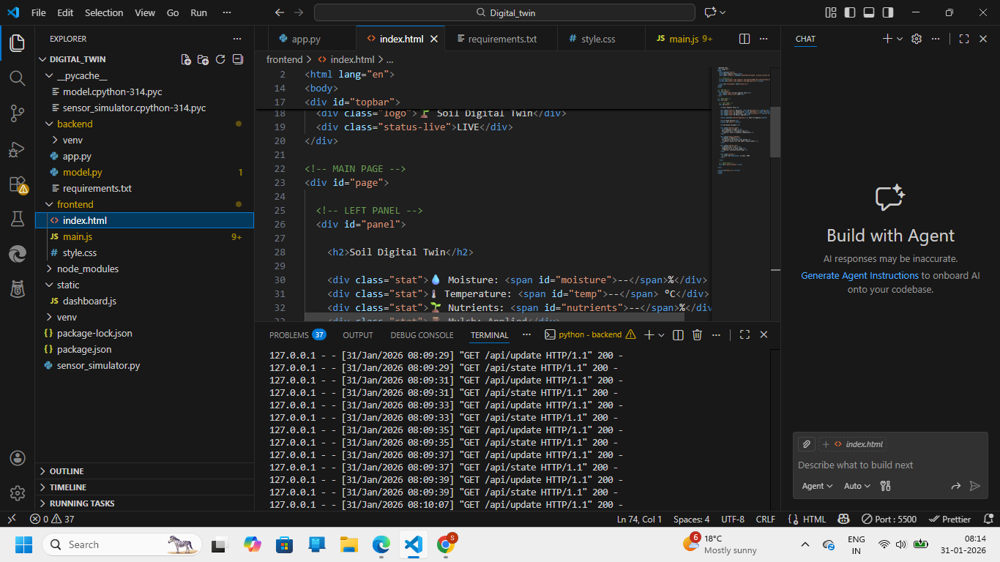 File Edit Selection View Go Run ···
Digital_twin
EXPLORER
DIGITAL_TWIN
__pycache__
model.cpython-314.pyc
sensor_simulator.cpython-314.pyc
backend
venv
app.py
model.py 1
requirements.txt
frontend
index.html
main.js 9+
style.css
node_modules
static
dashboard.js
venv
package-lock.json
package.json
sensor_simulator.py
OUTLINE
TIMELINE
RUNNING TASKS
app.py
index.html
requirements.txt
style.css
main.js 9+
frontend > index.html > ...
2 <html lang="en">
14 <body>
17 <div id="topbar">
18 <div class="logo">🌱 Soil Digital Twin</div>
19 <div class="status-live">LIVE</div>
20 </div>
21
22 <!-- MAIN PAGE -->
23 <div id="page">
24
25 <!-- LEFT PANEL -->
26 <div id="panel">
27
28 <h2>Soil Digital Twin</h2>
29
30 <div class="stat">💧 Moisture: <span id="moisture">--</span>%</div>
31 <div class="stat">🌡 Temperature: <span id="temp">--</span> °C</div>
32 <div class="stat">🌱 Nutrients: <span id="nutrients">--</span>%</div
33 <div class="stat"> Mulch: Applied</div>
PROBLEMS 37 OUTPUT DEBUG CONSOLE TERMINAL ··· python - backend
127.0.0.1 - - [31/Jan/2026 08:09:29] "GET /api/update HTTP/1.1" 200 -
127.0.0.1 - - [31/Jan/2026 08:09:29] "GET /api/state HTTP/1.1" 200 -
127.0.0.1 - - [31/Jan/2026 08:09:31] "GET /api/update HTTP/1.1" 200 -
127.0.0.1 - - [31/Jan/2026 08:09:31] "GET /api/state HTTP/1.1" 200 -
127.0.0.1 - - [31/Jan/2026 08:09:33] "GET /api/update HTTP/1.1" 200 -
127.0.0.1 - - [31/Jan/2026 08:09:33] "GET /api/state HTTP/1.1" 200 -
127.0.0.1 - - [31/Jan/2026 08:09:35] "GET /api/update HTTP/1.1" 200 -
127.0.0.1 - - [31/Jan/2026 08:09:35] "GET /api/state HTTP/1.1" 200 -
127.0.0.1 - - [31/Jan/2026 08:09:37] "GET /api/update HTTP/1.1" 200 -
127.0.0.1 - - [31/Jan/2026 08:09:37] "GET /api/state HTTP/1.1" 200 -
127.0.0.1 - - [31/Jan/2026 08:09:39] "GET /api/update HTTP/1.1" 200 -
127.0.0.1 - - [31/Jan/2026 08:09:39] "GET /api/state HTTP/1.1" 200 -
127.0.0.1 - - [31/Jan/2026 08:10:07] "GET /api/update HTTP/1.1" 200 -
CHAT
Build with Agent
AI responses may be inaccurate.
Generate Agent Instructions to onboard AI
onto your codebase.
index.html
Describe what to build next
Agent Auto
0 37
Ln 74, Col 1 Spaces: 4 UTF-8 CRLF HTML Port : 5500 Prettier
Search
S
6
18°C
Mostly sunny
ENG
IN
08:14
31-01-2026